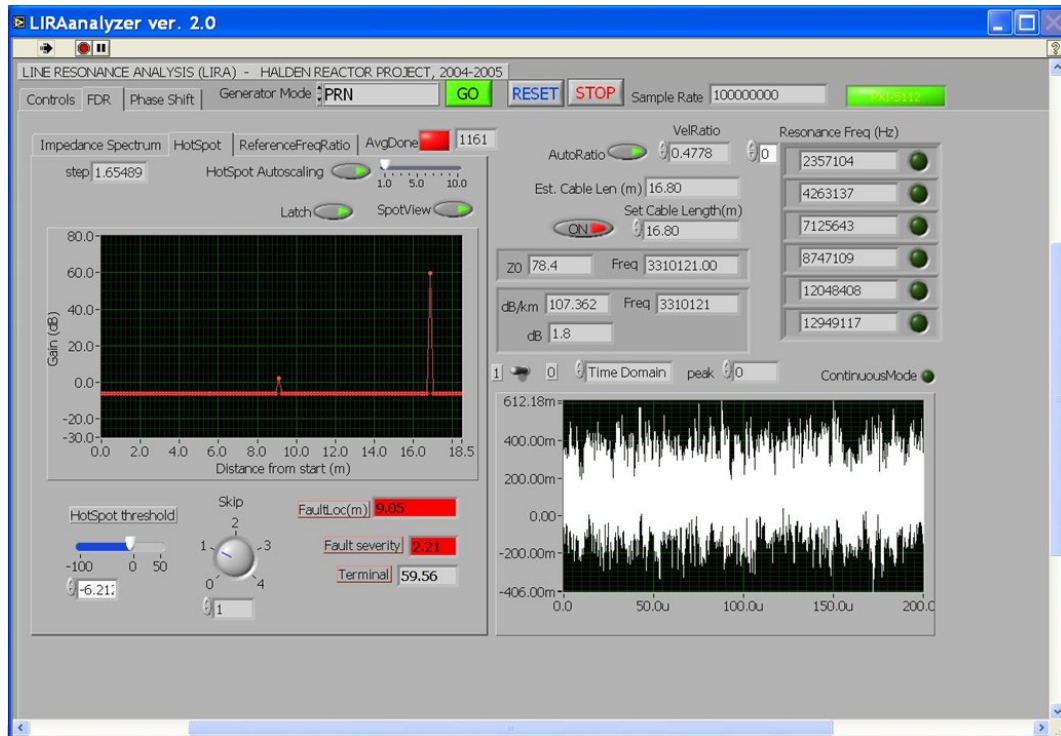 LIRAanalyzer ver. 2.0
LINE RESONANCE ANALYSIS (LIRA) - HALDEN REACTOR PROJECT, 2004-2005
Controls FDR Phase Shift Generator Mode PRN GO RESET STOP Sample Rate 100000000 PXI-5112
Impedance Spectrum HotSpot ReferenceFreqRatio AvgDone 1161
step 1.65489 HotSpot Autoscaling 1.0 5.0 10.0
Latch SpotView
80.0
60.0
40.0
20.0
0.0
-20.0
-30.0
Gain (dB)
0.0 2.0 4.0 6.0 8.0 10.0 12.0 14.0 16.0 18.5
Distance from start (m)
HotSpot threshold
-100 0 50
-6.212
Skip
0 1 2 3 4
1
FaultLoc(m) 9.05
Fault severity 2.21
Terminal 59.56
VelRatio
AutoRatio 0.4778 0
Est. Cable Len (m) 16.80
Set Cable Length(m)
ON 16.80
Z0 78.4 Freq 3310121.00
dB/km 107.362 Freq 3310121
dB 1.8
Resonance Freq (Hz)
2357104
4263137
7125643
8747109
12048408
12949117
1 0 Time Domain peak 0 ContinuousMode
612.18m
400.00m
200.00m
0.00
-200.00m
-406.00m
0.0 50.0u 100.0u 150.0u 200.0